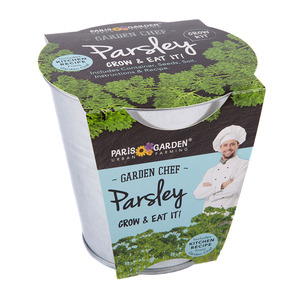 GARDEN CHEF
Parsley
GROW & EAT IT!
GROW KIT
Includes Container, Seeds, Soil,
Instructions & Recipe.
PARIS GARDEN®
URBAN FARMING
GARDEN CHEF
Parsley
GROW & EAT IT!
KITCHEN
RECIPE